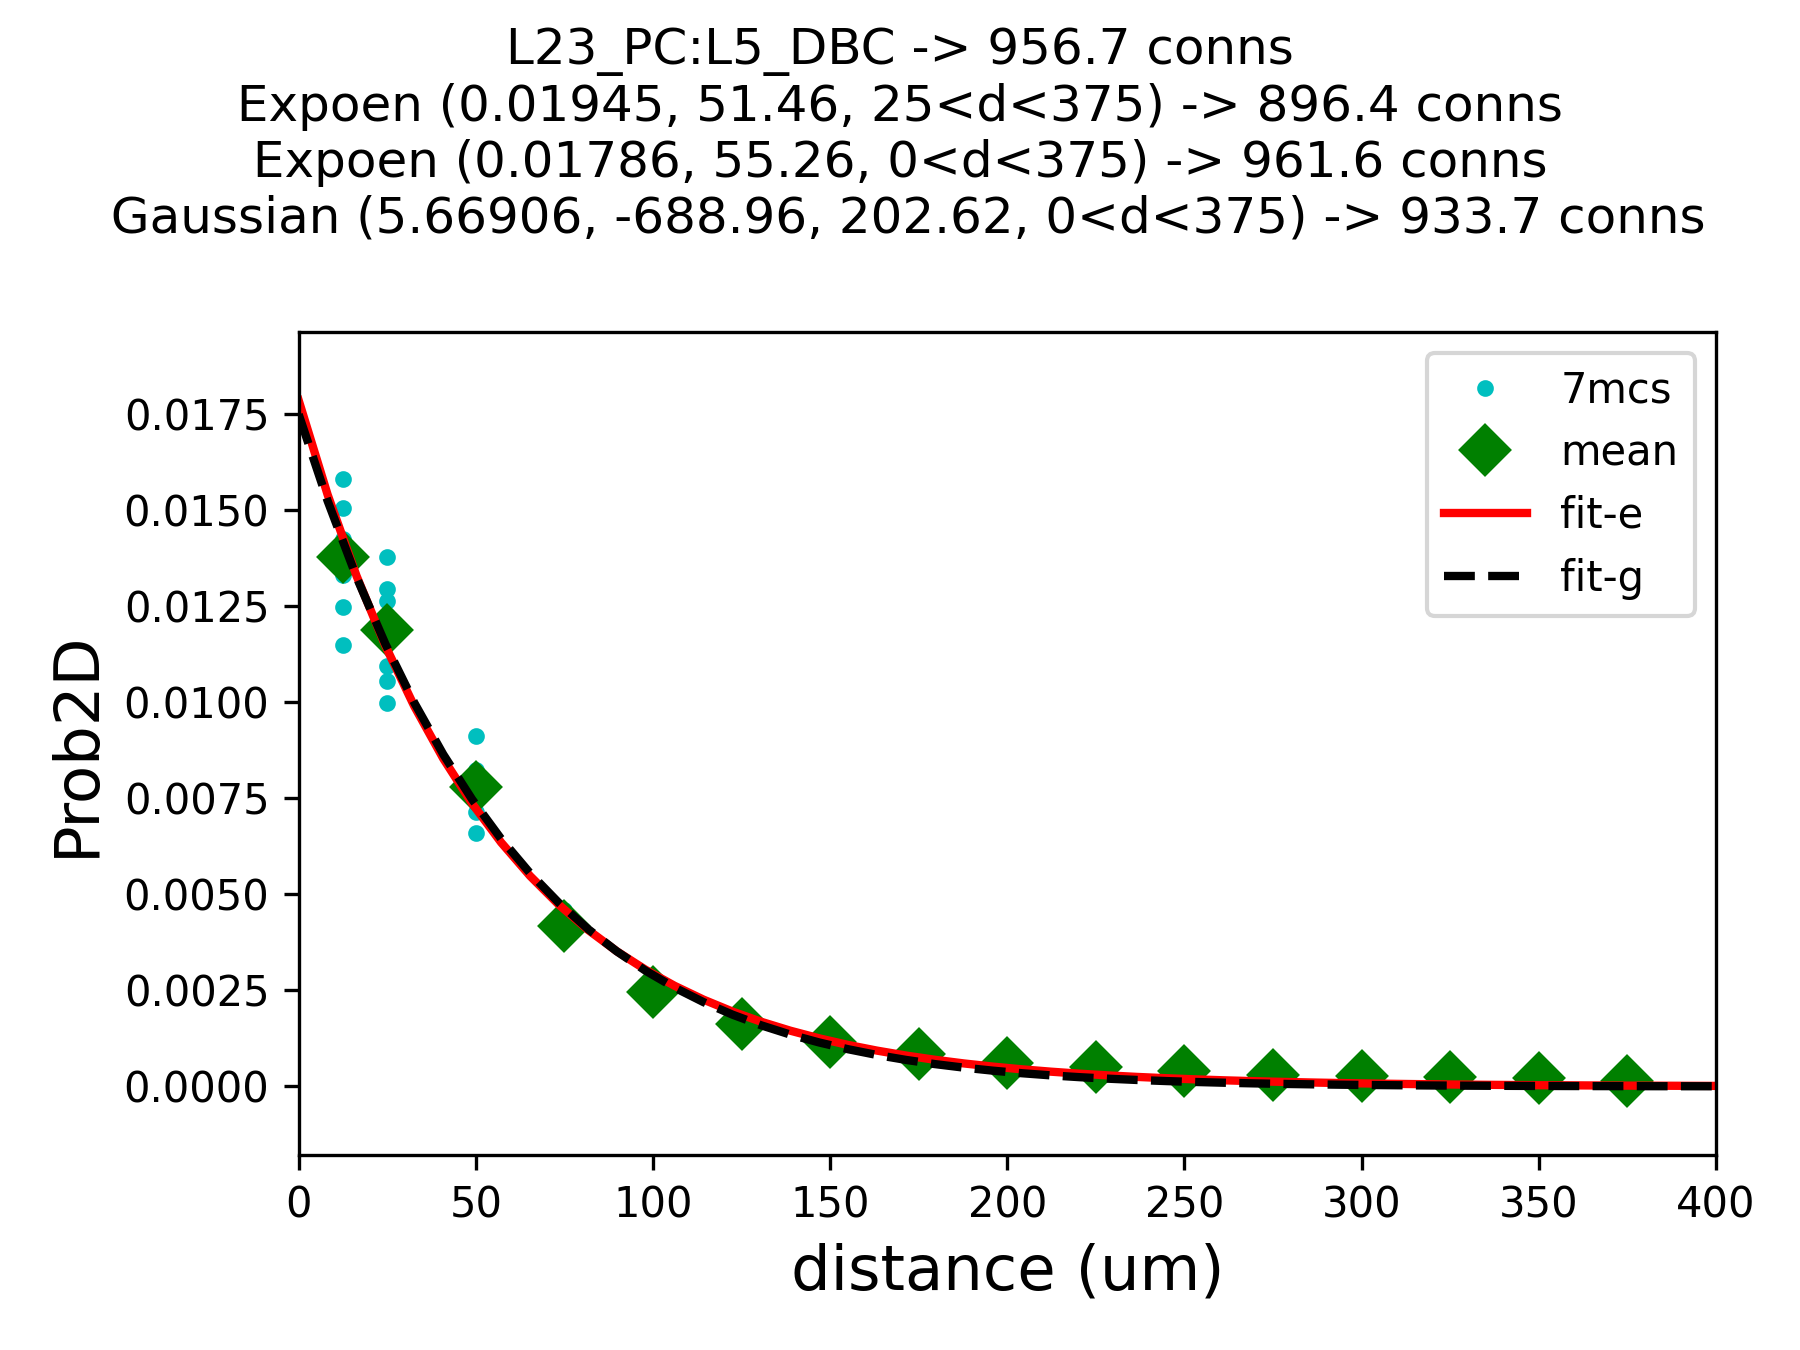 L23_PC:L5_DBC -> 956.7 conns
Expoen (0.01945, 51.46, 25<d<375) -> 896.4 conns
Expoen (0.01786, 55.26, 0<d<375) -> 961.6 conns
Gaussian (5.66906, -688.96, 202.62, 0<d<375) -> 933.7 conns
7mcs
mean
fit-e
fit-g
Prob2D
0.0175
0.0150
0.0125
0.0100
0.0075
0.0050
0.0025
0.0000
0 50 100 150 200 250 300 350 400
distance (um)